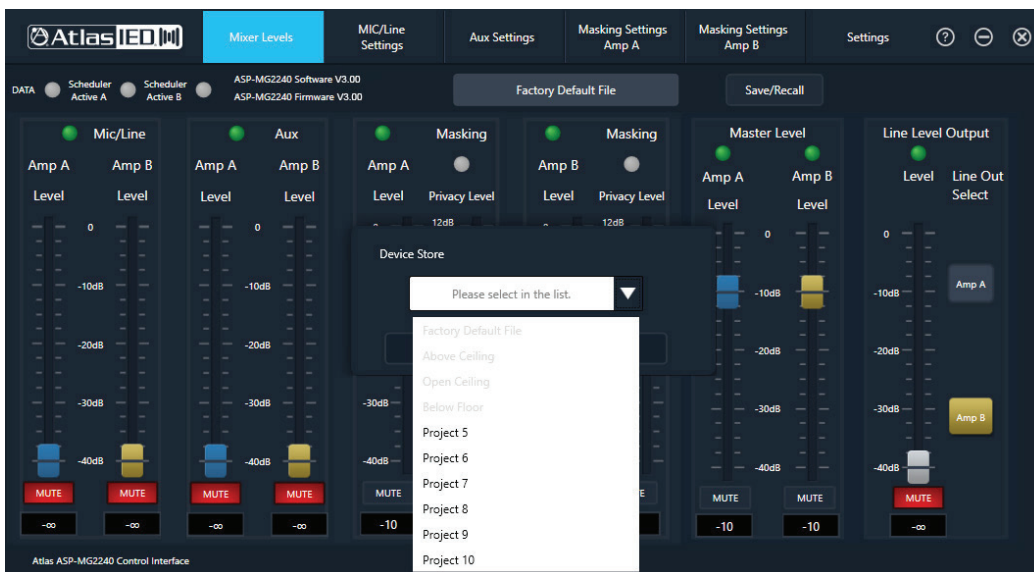 Atlas IED
Mixer Levels
MIC/Line
Settings
Aux Settings
Masking Settings
Amp A
Masking Settings
Amp B
Settings
?
DATA
Scheduler
Active A
Scheduler
Active B
ASP-MG2240 Software V3.00
ASP-MG2240 Firmware V3.00
Factory Default File
Save/Recall
Mic/Line
Amp A Amp B
Level Level
0
-10dB
-20dB
-30dB
-40dB
MUTE MUTE
-∞ -∞
Aux
Amp A Amp B
Level Level
0
-10dB
-20dB
-30dB
-40dB
MUTE MUTE
-∞ -∞
Masking
Amp A
Level Privacy Level
12dB
-30dB
-40dB
MUTE
-10
Masking
Amp B
Level Privacy Level
12dB
Device Store
Please select in the list.
Factory Default File
Above Ceiling
Open Ceiling
Below Floor
Project 5
Project 6
Project 7
Project 8
Project 9
Project 10
Master Level
Amp A Amp B
Level Level
0
-10dB
-20dB
-30dB
-40dB
MUTE MUTE
-10 -10
Line Level Output
Level Line Out
Select
0
-10dB
-20dB
-30dB
-40dB
Amp A
Amp B
MUTE
-∞
Atlas ASP-MG2240 Control Interface